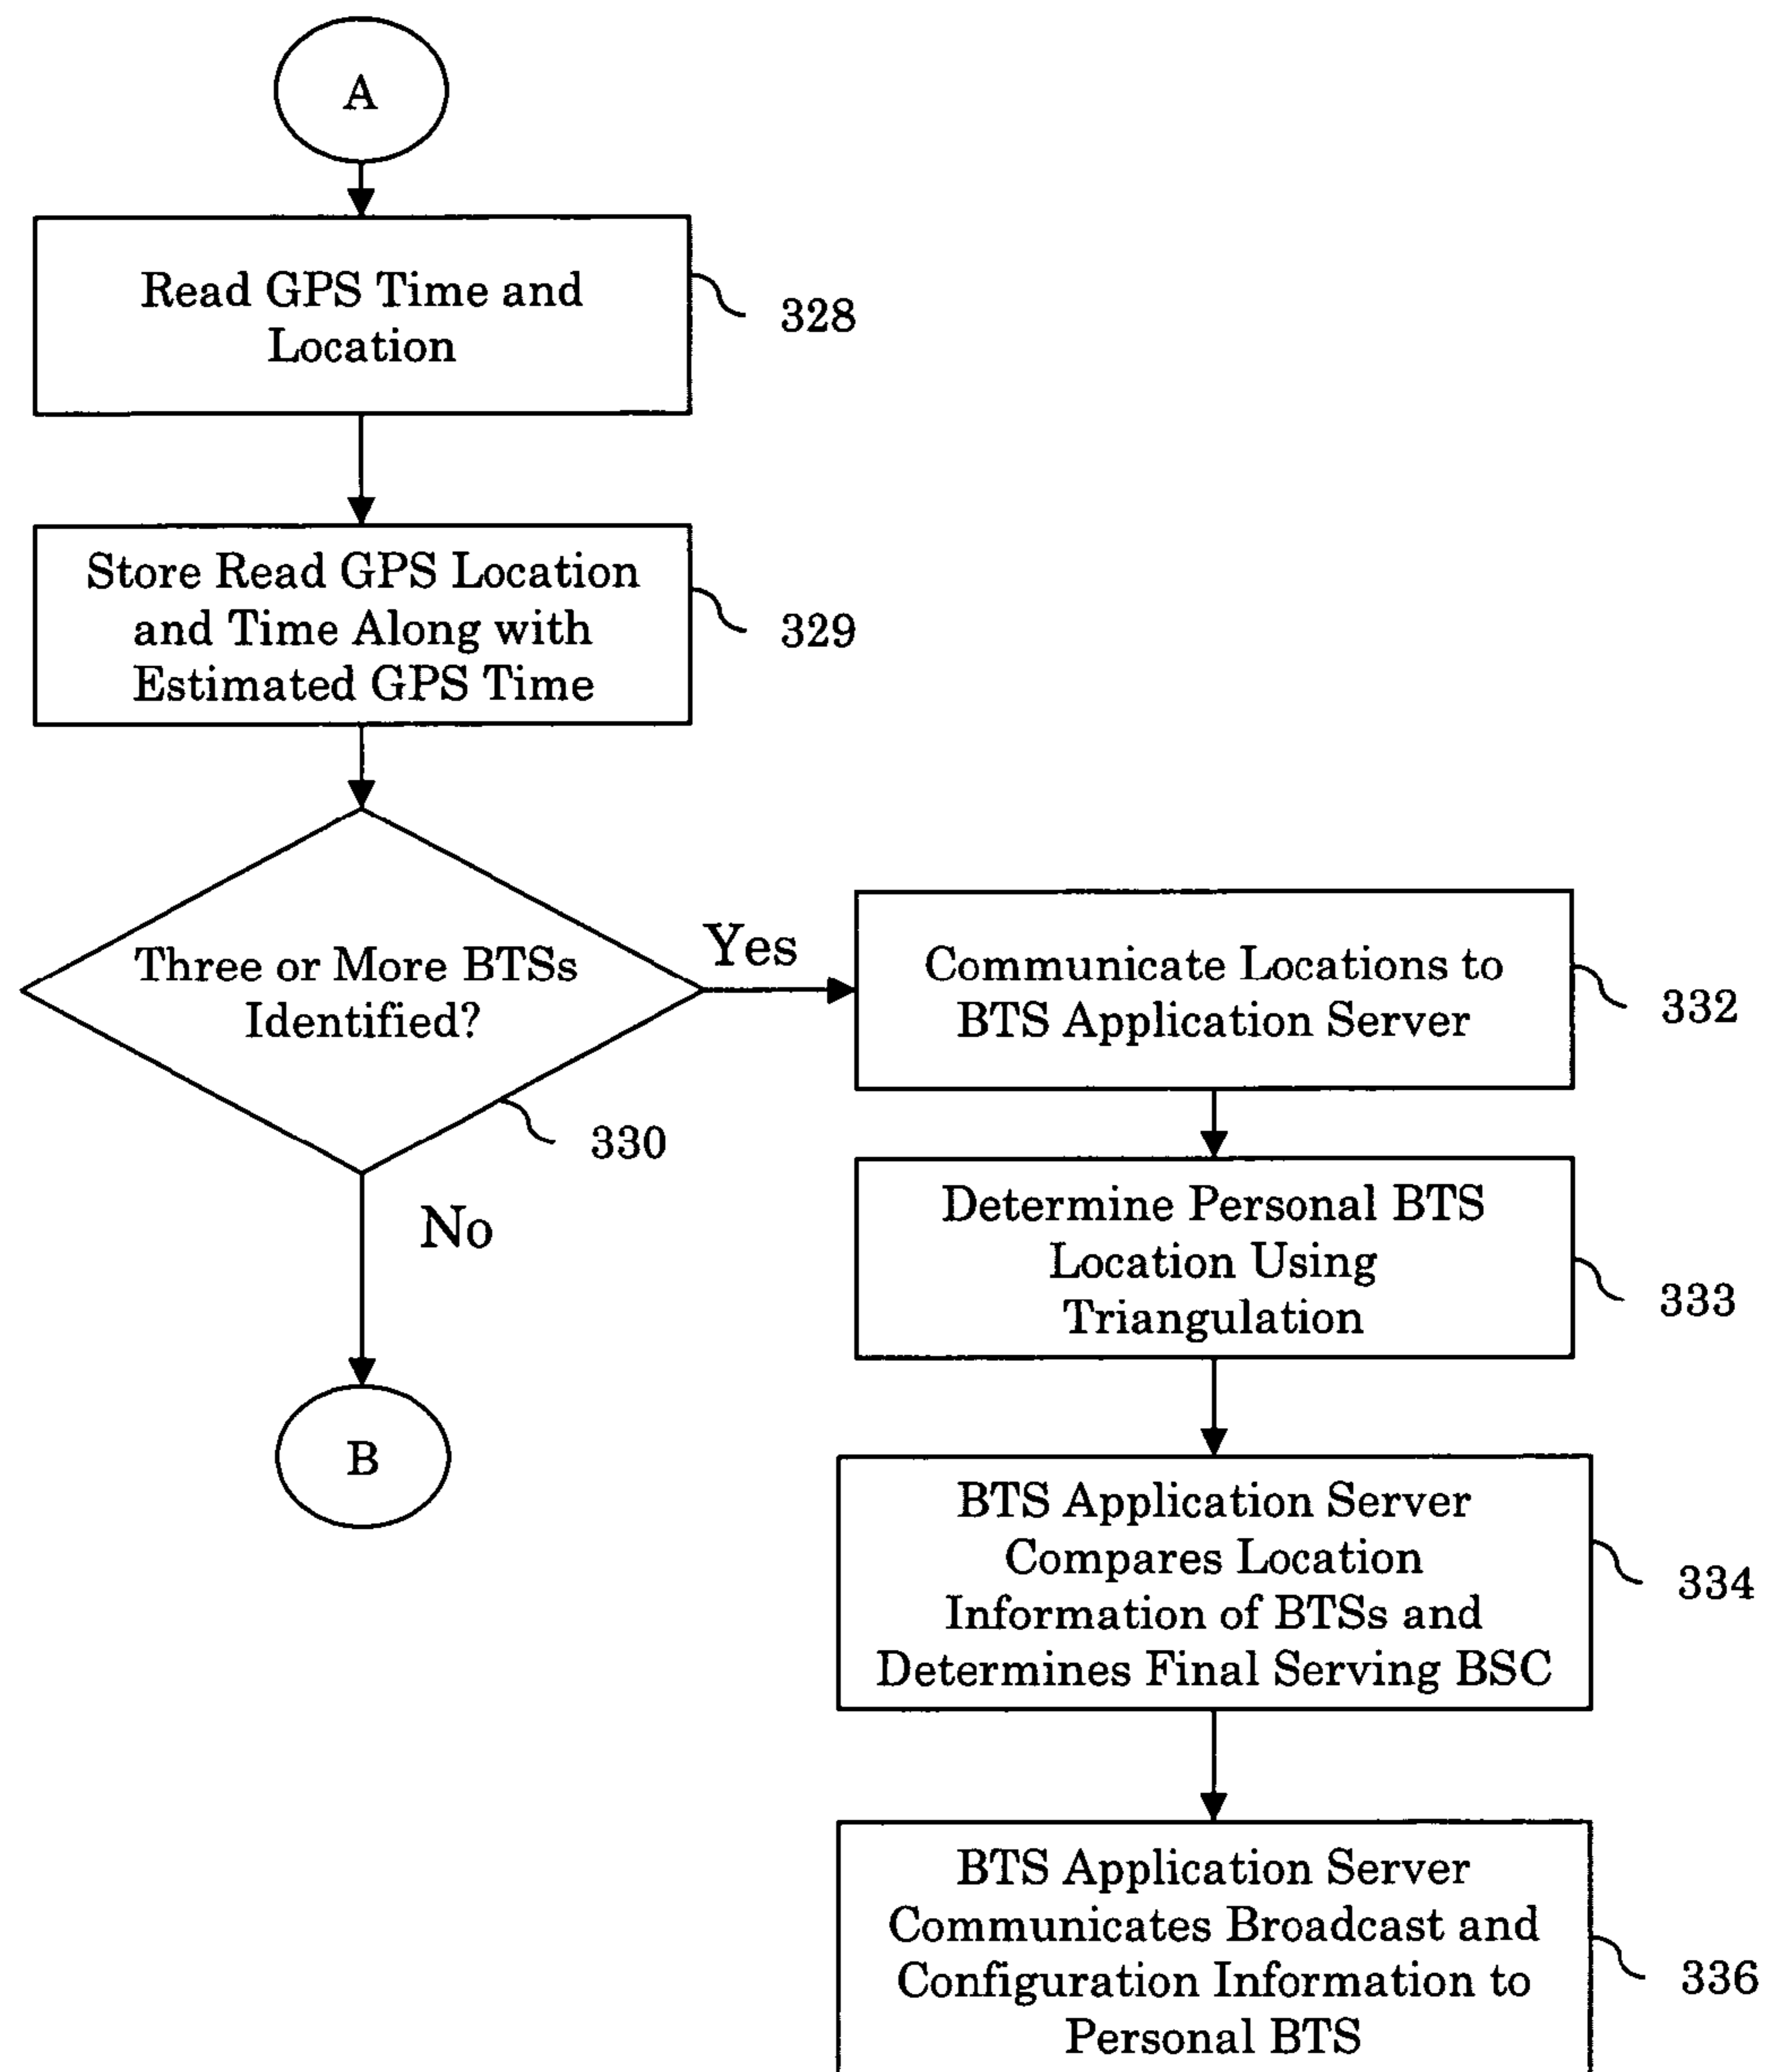 A
Read GPS Time and
Location
328
Store Read GPS Location
and Time Along with
Estimated GPS Time
329
Three or More BTSs
Identified?
330
Yes
No
B
Communicate Locations to
BTS Application Server
332
Determine Personal BTS
Location Using
Triangulation
333
BTS Application Server
Compares Location
Information of BTSs and
Determines Final Serving BSC
334
BTS Application Server
Communicates Broadcast and
Configuration Information to
Personal BTS
336